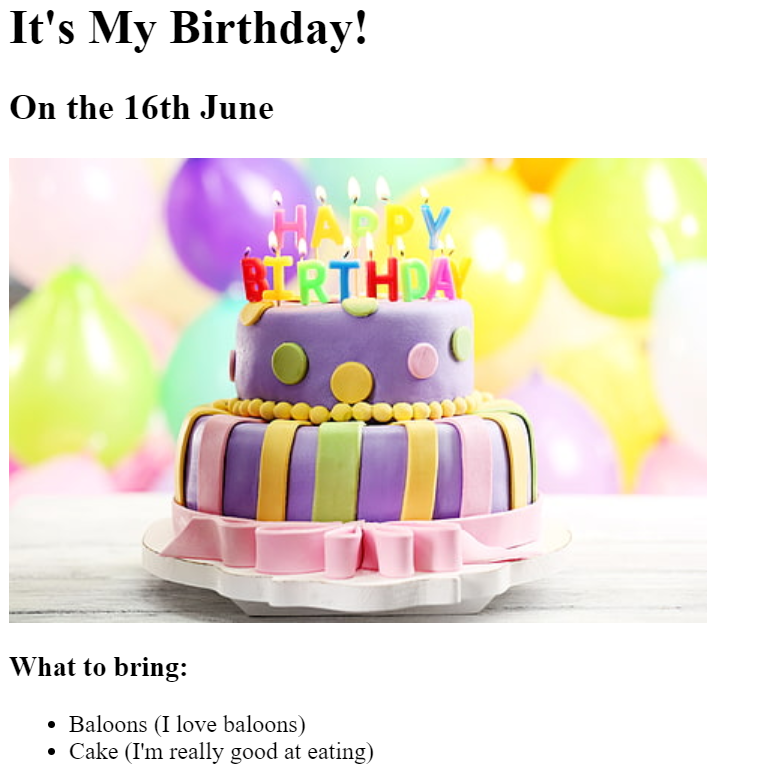 It's My Birthday!
On the 16th June
HAPPY
BIRTHDAY
What to bring:
Baloons (I love baloons)
Cake (I'm really good at eating)